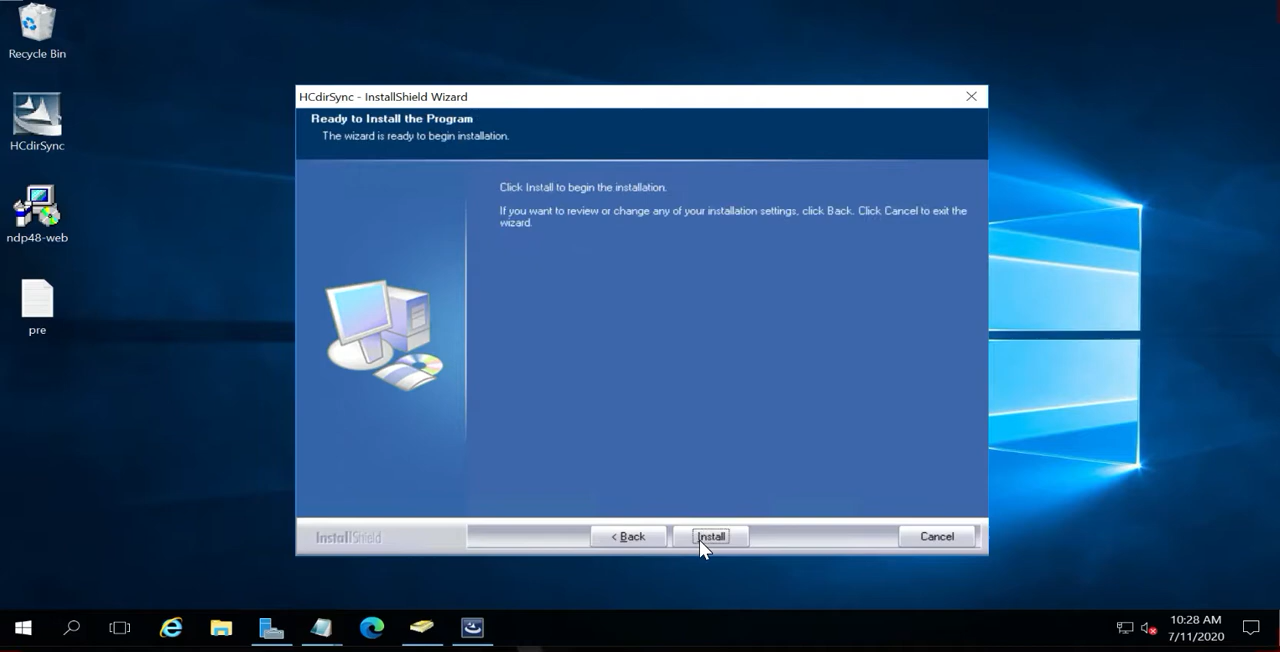 Recycle Bin
HCdirSync
ndp48-web
pre
HCdirSync - InstallShield Wizard
Ready to Install the Program
The wizard is ready to begin installation.
Click Install to begin the installation.
If you want to review or change any of your installation settings, click Back. Click Cancel to exit the
wizard.
InstallShield
< Back
Install
Cancel
10:28 AM
7/11/2020